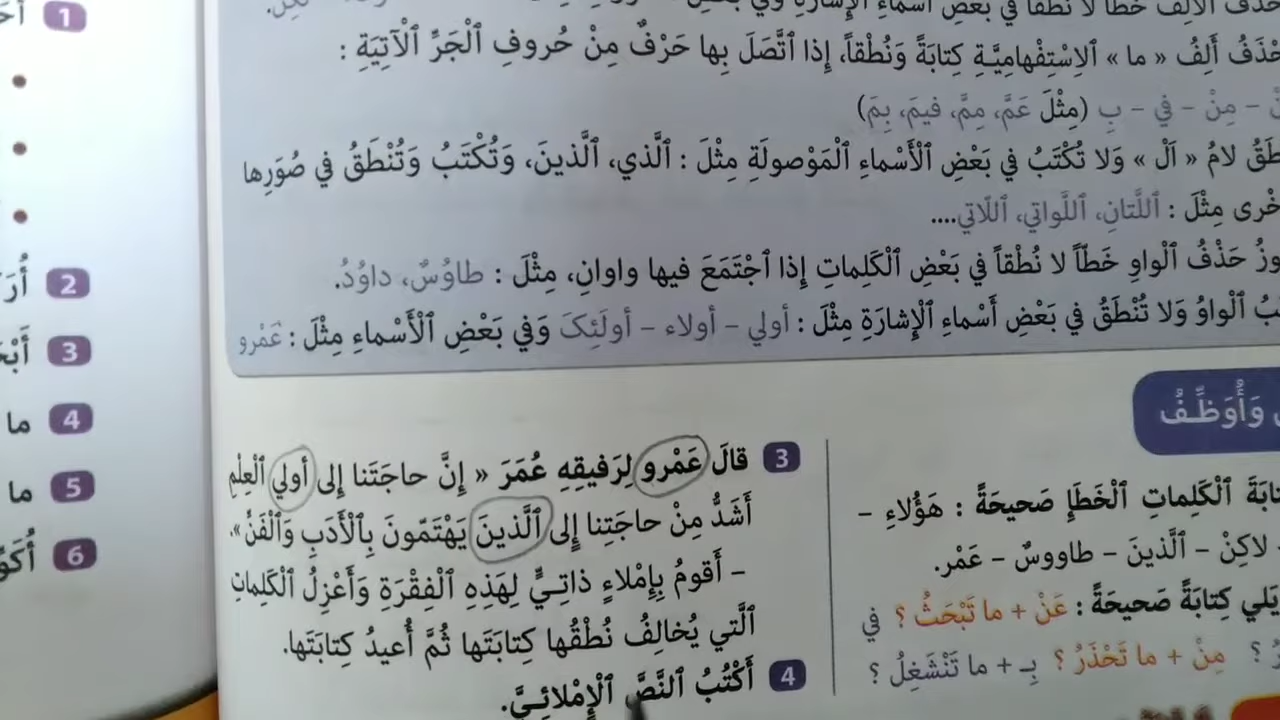 حْذَفُ أَلِفُ « ما » ٱلِاسْتِفْهامِيَّةِ كِتابَةً وَنُطْقاً، إِذا ٱتَّصَلَ بِها حَرْفٌ مِنْ حُروفِ ٱلْجَرِّ ٱلْآتِيَةِ :
– مِنْ – في – بِ (مِثْلَ عَمَّ، مِمَّ، فيمَ، بِمَ)
طَقُ لامُ « اَلْ » وَلا تُكْتَبُ في بَعْضِ ٱلْأَسْماءِ ٱلْمَوْصولَةِ مِثْلَ : ٱلَّذي، ٱلَّذينَ، وَتُكْتَبُ وَتُنْطَقُ في صُوَرِها
خْرى مِثْلَ : ٱللَّتانِ، ٱللَّواتي، ٱللّاتي....
وزُ حَذْفُ ٱلْواوِ خَطّاً لا نُطْقاً في بَعْضِ ٱلْكَلِماتِ إِذا ٱجْتَمَعَ فيها واوانِ، مِثْلَ : طاوُسٌ، داوُدُ.
بُ ٱلْواوُ وَلا تُنْطَقُ في بَعْضِ أَسْماءِ ٱلْإِشارَةِ مِثْلَ : أولي – أولاء – أولَئِكَ وَفي بَعْضِ ٱلْأَسْماءِ مِثْلَ : عَمْرو
وَأُوَظِّفُ
ٱلْكَلِماتِ ٱلْخَطَإِ صَحيحَةً : هَؤُلاءِ –
لاكِنْ – ٱلَّذينَ – طاووسٌ – عَمْر.
يَلي كِتابَةً صَحيحَةً : عَنْ + ما تَبْحَثُ ؟ في
؟ مِنْ + ما تَحْذَرُ ؟ بِـ + ما تَنْشَغِلُ ؟
3 قالَ عَمْرو لِرَفيقِهِ عُمَرَ « إِنَّ حاجَتَنا إِلى أولي ٱلْعِلْمِ
أَشَدُّ مِنْ حاجَتِنا إِلى ٱلَّذينَ يَهْتَمّونَ بِٱلْأَدَبِ وَٱلْفَنِّ».
– أَقومُ بِإِمْلاءٍ ذاتِيٍّ لِهَذِهِ ٱلْفِقْرَةِ وَأَعْزِلُ ٱلْكَلِماتِ
ٱلَّتي يُخالِفُ نُطْقُها كِتابَتَها ثُمَّ أُعيدُ كِتابَتَها.
4 أَكْتُبُ ٱلنَّصَّ ٱلْإِمْلائِيَّ.
1
2
3
4 ما
5 ما
6